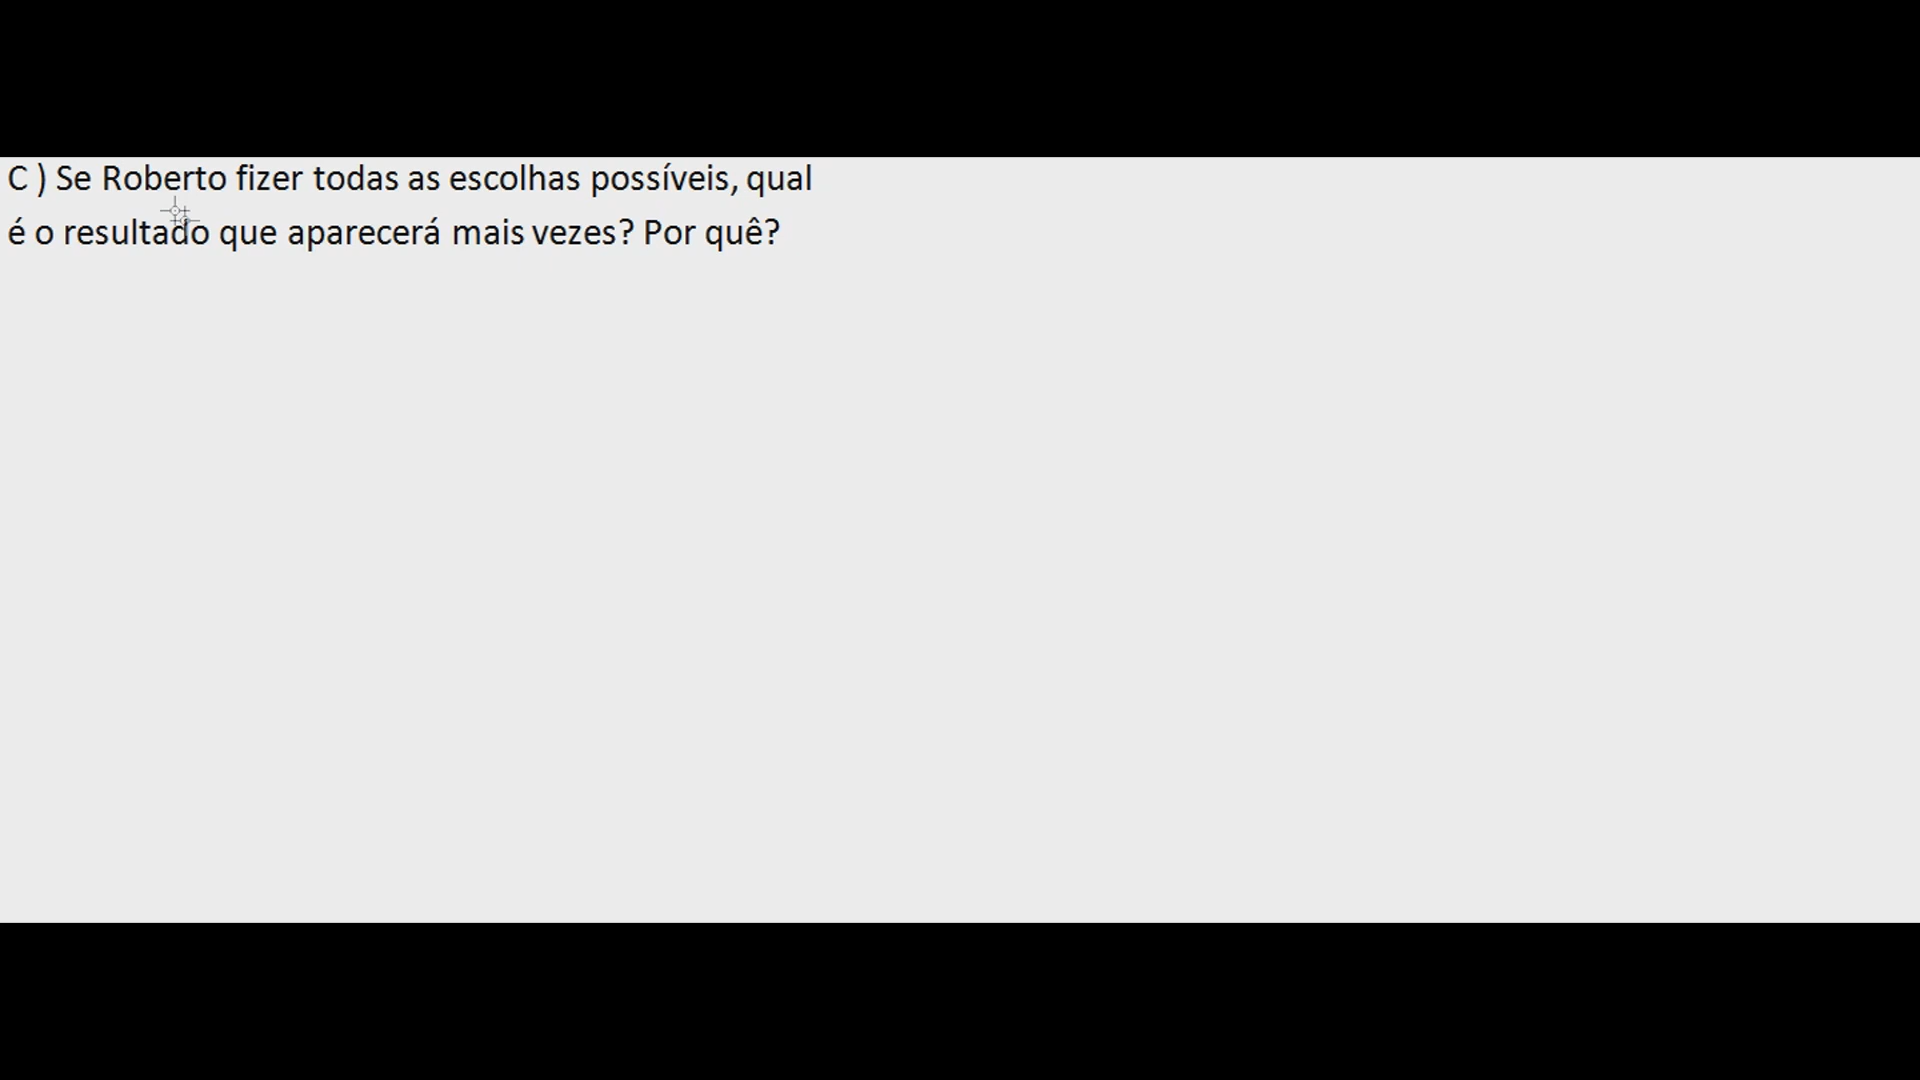 C ) Se Roberto fizer todas as escolhas possíveis, qual
é o resultado que aparecerá mais vezes? Por quê?